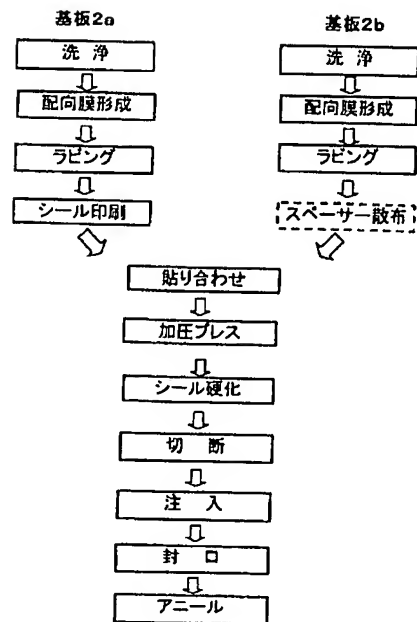 基板2a
洗 浄
配向膜形成
ラビング
シール印刷
基板2b
洗 浄
配向膜形成
ラビング
スペーサー散布
貼り合わせ
加圧プレス
シール硬化
切 断
注 入
封 口
アニール